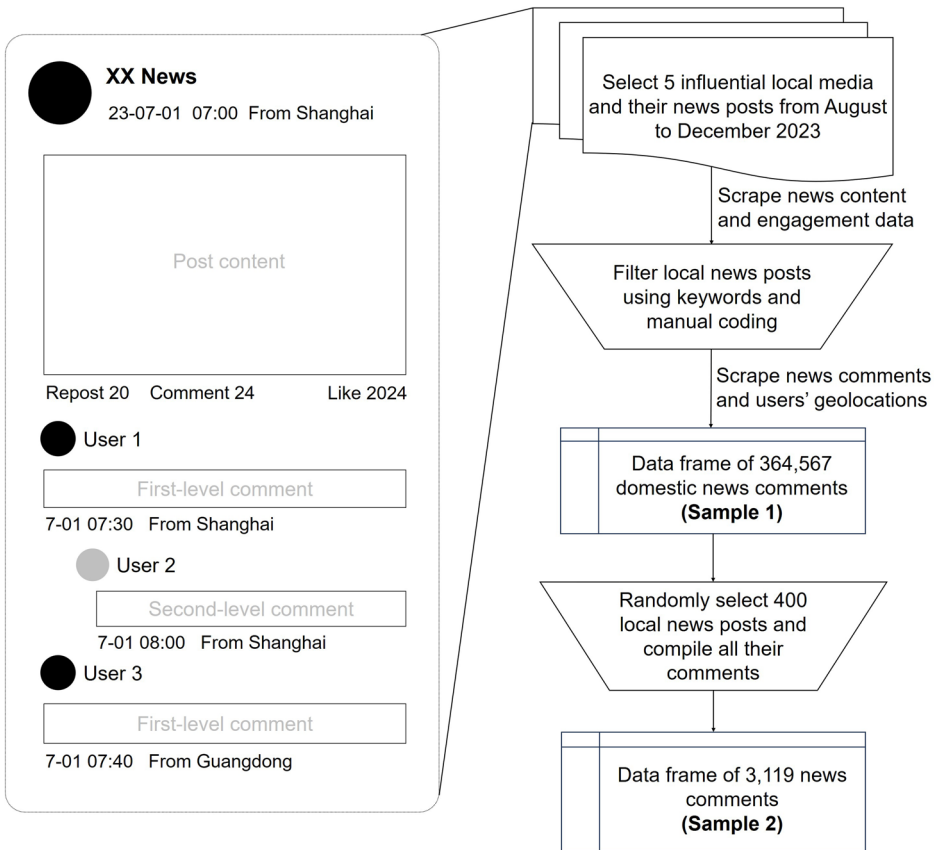 XX News
23-07-01 07:00 From Shanghai
Post content
Repost 20 Comment 24 Like 2024
User 1
First-level comment
7-01 07:30 From Shanghai
User 2
Second-level comment
7-01 08:00 From Shanghai
User 3
First-level comment
7-01 07:40 From Guangdong
Select 5 influential local media
and their news posts from August
to December 2023
Scrape news content
and engagement data
Filter local news posts
using keywords and
manual coding
Scrape news comments
and users’ geolocations
Data frame of 364,567
domestic news comments
(Sample 1)
Randomly select 400
local news posts and
compile all their
comments
Data frame of 3,119 news
comments
(Sample 2)